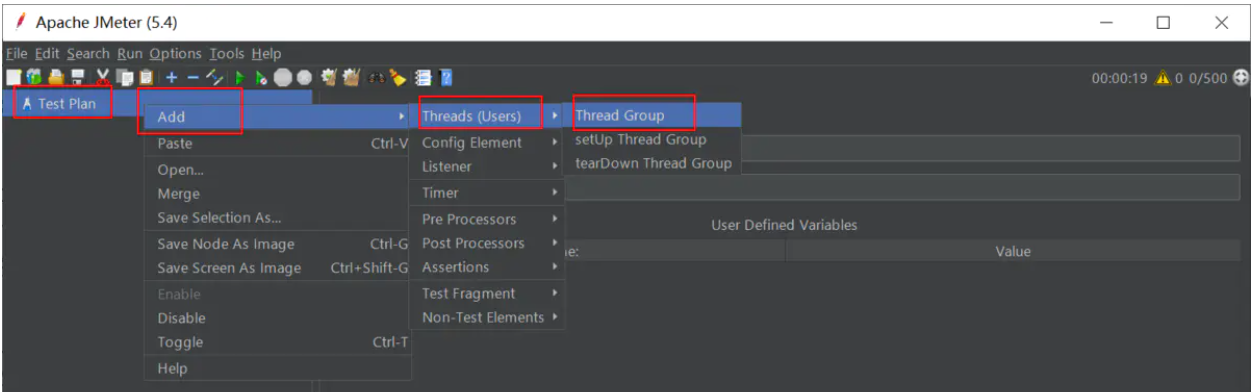 Apache JMeter (5.4)
File Edit Search Run Options Tools Help
00:00:19 0 0/500
Test Plan
Add
Paste Ctrl-V
Open...
Merge
Save Selection As...
Save Node As Image Ctrl-G
Save Screen As Image Ctrl+Shift-G
Enable
Disable
Toggle Ctrl-T
Help
Threads (Users)
Config Element
Listener
Timer
Pre Processors
Post Processors
Assertions
Test Fragment
Non-Test Elements
Thread Group
setUp Thread Group
tearDown Thread Group
User Defined Variables
e: Value